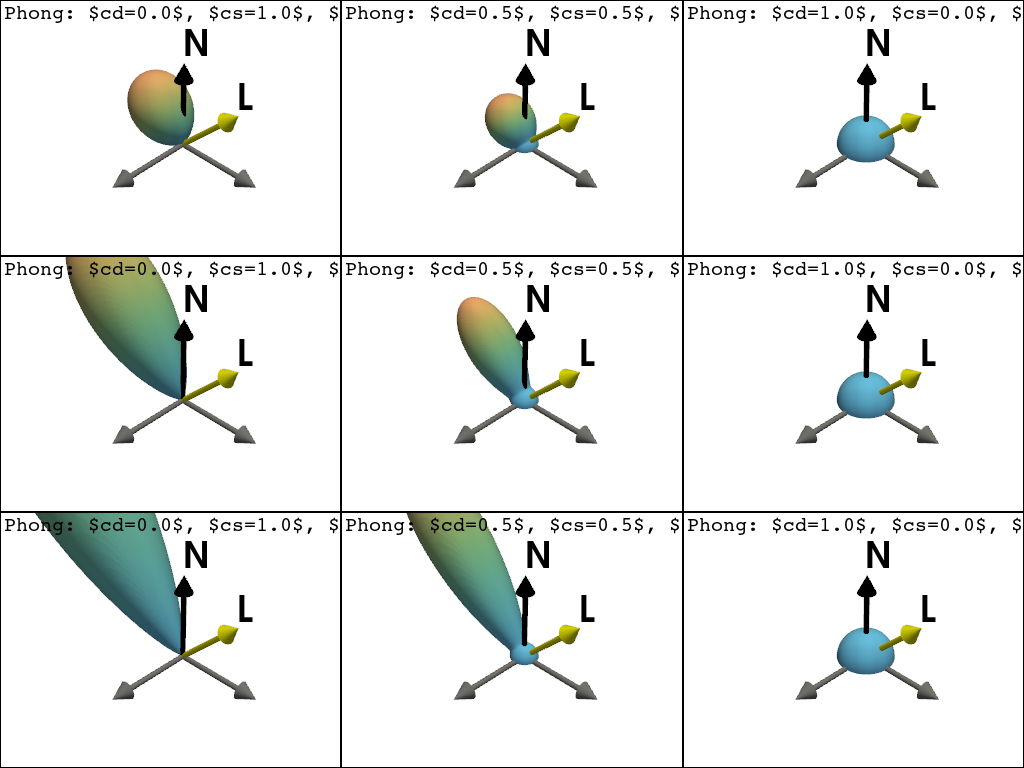 Phong: $cd=0.0$, $cs=1.0$, $
N
L
Phong: $cd=0.5$, $cs=0.5$, $
N
L
Phong: $cd=1.0$, $cs=0.0$, $
N
L
Phong: $cd=0.0$, $cs=1.0$, $
N
L
Phong: $cd=0.5$, $cs=0.5$, $
N
L
Phong: $cd=1.0$, $cs=0.0$, $
N
L
Phong: $cd=0.0$, $cs=1.0$, $
N
L
Phong: $cd=0.5$, $cs=0.5$, $
N
L
Phong: $cd=1.0$, $cs=0.0$, $
N
L